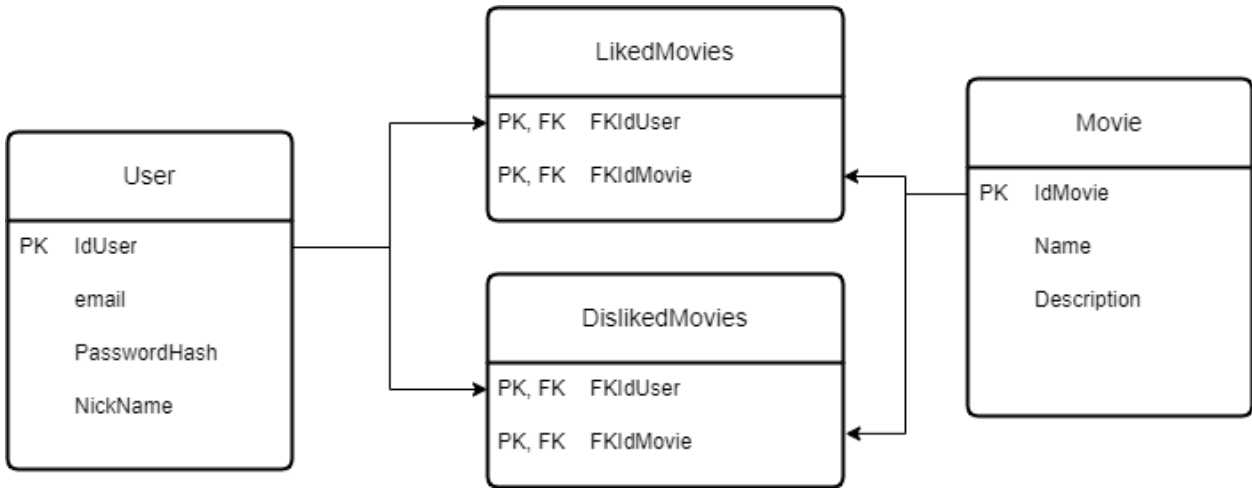 User
PK IdUser
email
PasswordHash
NickName
LikedMovies
PK, FK FKIdUser
PK, FK FKIdMovie
DislikedMovies
PK, FK FKIdUser
PK, FK FKIdMovie
Movie
PK IdMovie
Name
Description